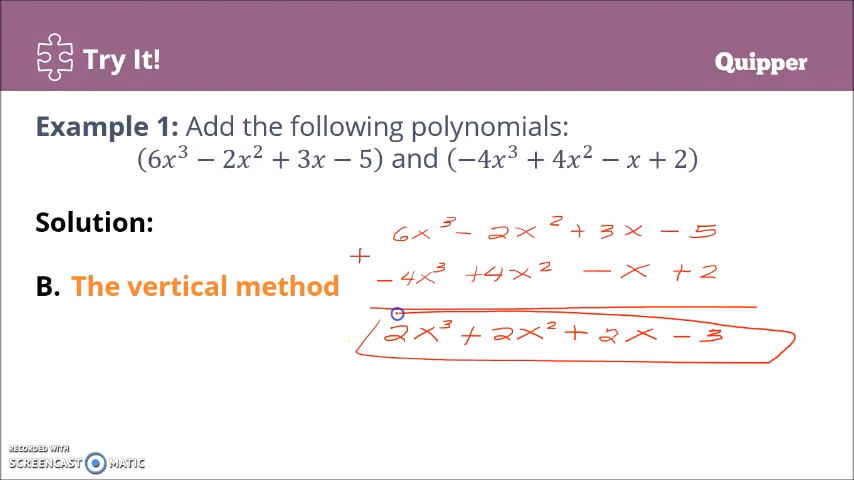 Try It!
Quipper
Example 1: Add the following polynomials:
(6x³ − 2x² + 3x − 5) and (−4x³ + 4x² − x + 2)
Solution:
6x³ − 2x² + 3x − 5
+
−4x³ +4x² − x + 2
B. The vertical method
2x³ + 2x² + 2x − 3
RECORDED WITH
SCREENCAST MATIC